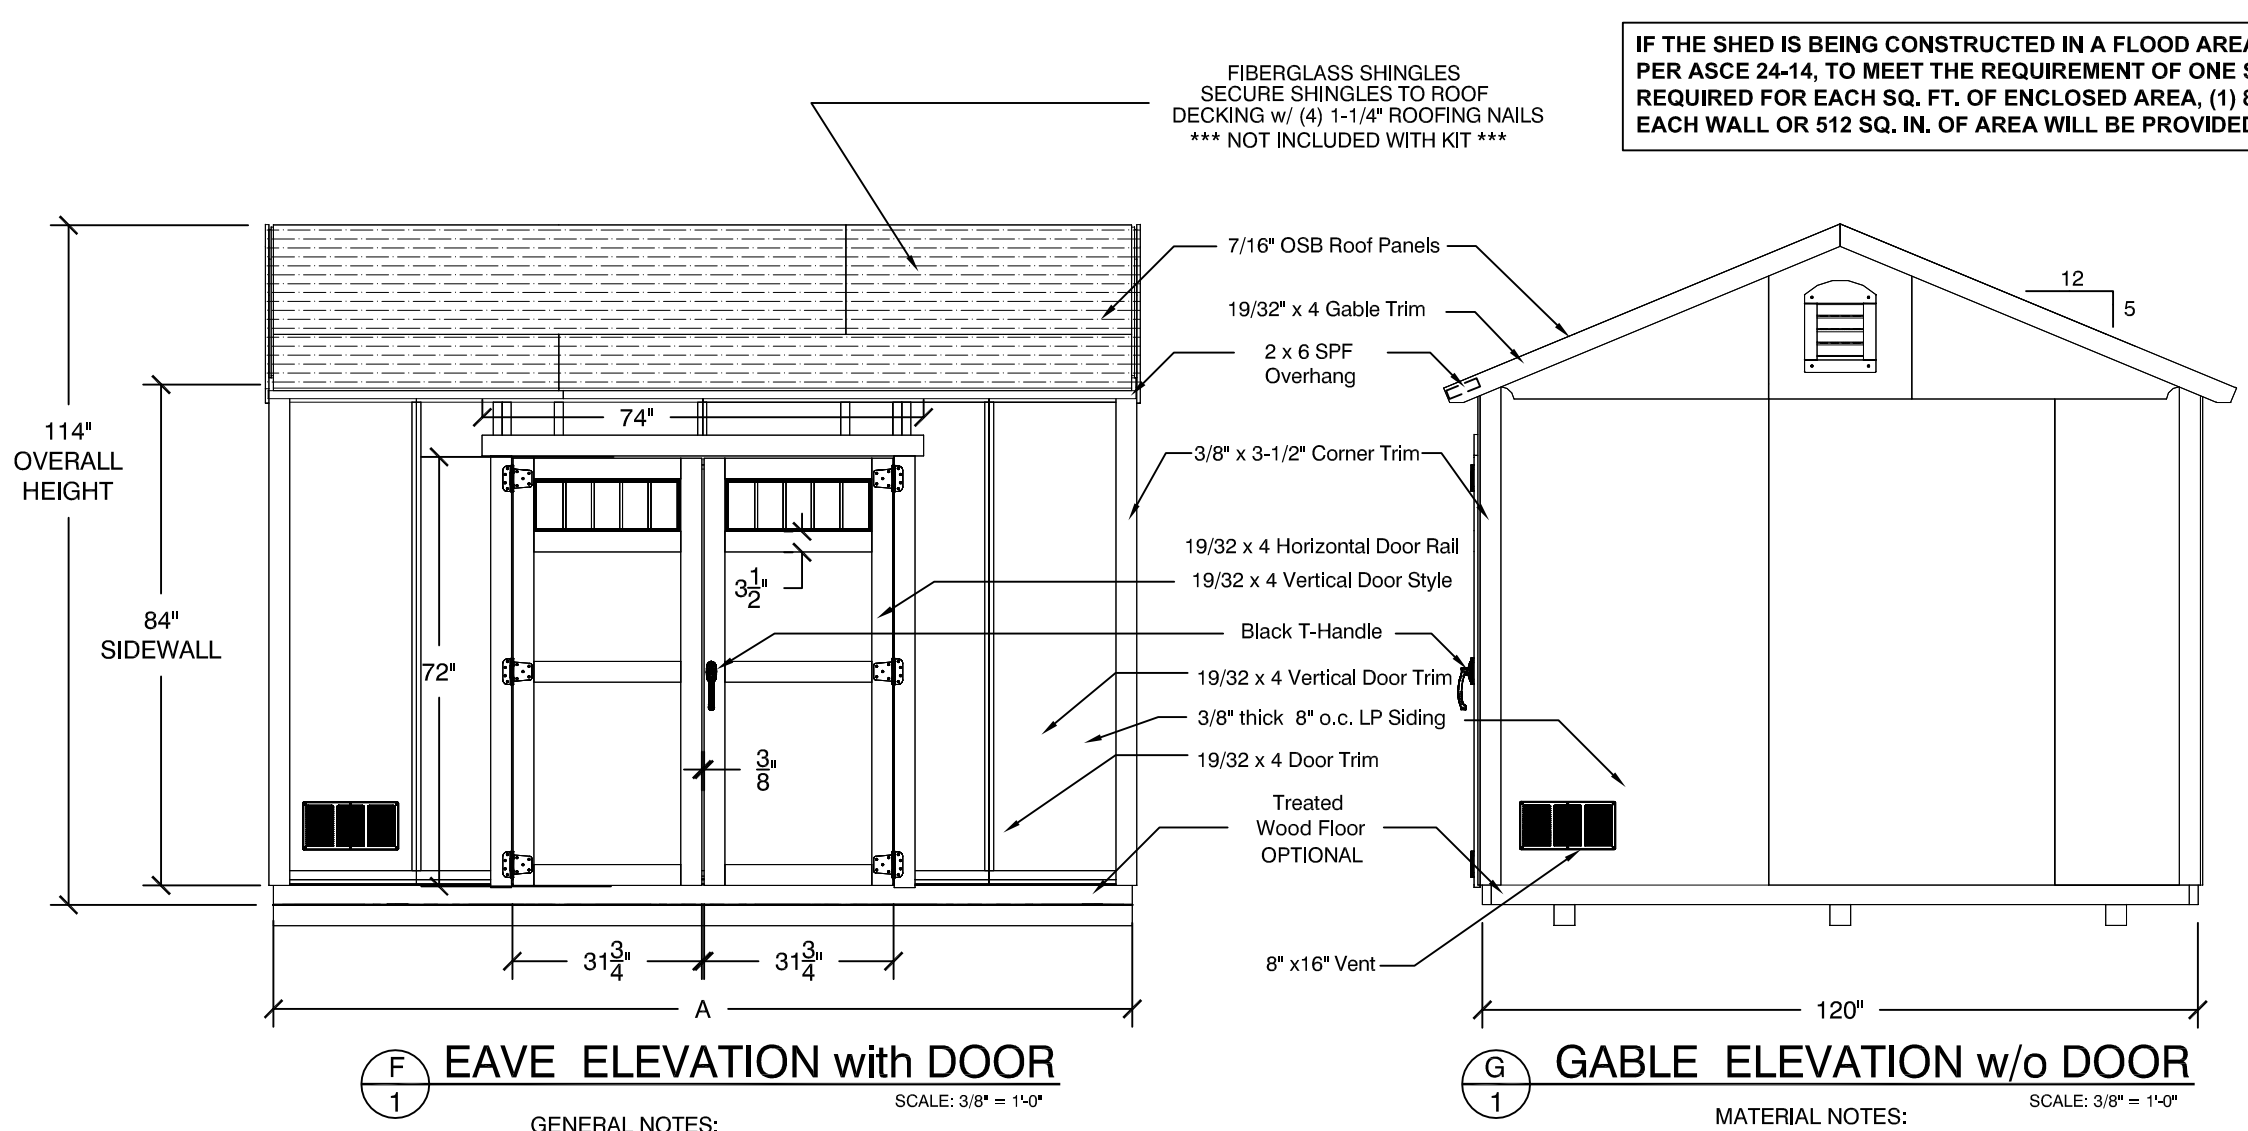 IF THE SHED IS BEING CONSTRUCTED IN A FLOOD AREA
PER ASCE 24-14, TO MEET THE REQUIREMENT OF ONE S
REQUIRED FOR EACH SQ. FT. OF ENCLOSED AREA, (1) 8
EACH WALL OR 512 SQ. IN. OF AREA WILL BE PROVIDED
FIBERGLASS SHINGLES
SECURE SHINGLES TO ROOF
DECKING w/ (4) 1-1/4" ROOFING NAILS
*** NOT INCLUDED WITH KIT ***
7/16" OSB Roof Panels
19/32" x 4 Gable Trim
2 x 6 SPF
Overhang
3/8" x 3-1/2" Corner Trim
19/32 x 4 Horizontal Door Rail
19/32 x 4 Vertical Door Style
Black T-Handle
19/32 x 4 Vertical Door Trim
3/8" thick 8" o.c. LP Siding
19/32 x 4 Door Trim
Treated
Wood Floor
OPTIONAL
8" x16" Vent
114"
OVERALL
HEIGHT
84"
SIDEWALL
74"
72"
3 1/2"
3/8"
31 3/4"
31 3/4"
A
12
5
120"
F
1
EAVE ELEVATION with DOOR
SCALE: 3/8" = 1'-0"
GENERAL NOTES:
G
1
GABLE ELEVATION w/o DOOR
SCALE: 3/8" = 1'-0"
MATERIAL NOTES: